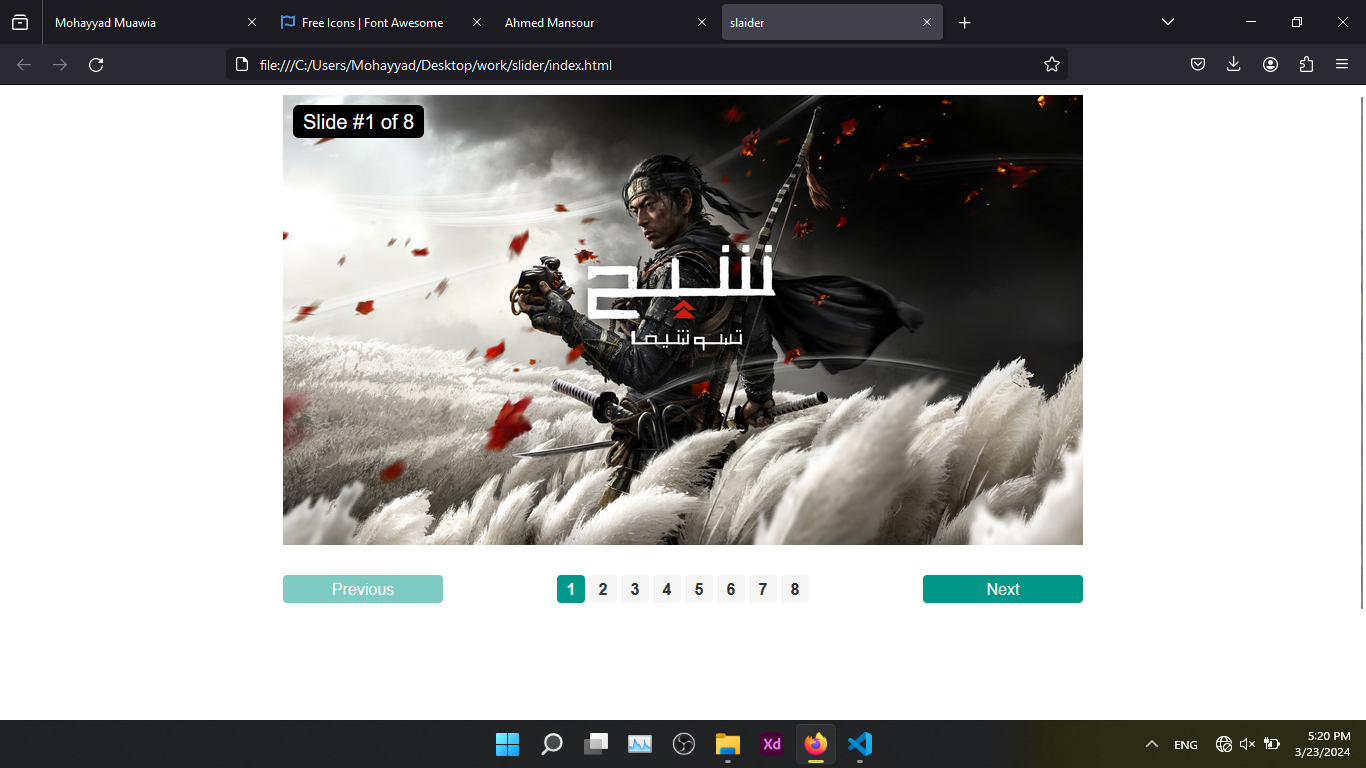 Mohayyad Muawia
Free Icons | Font Awesome
Ahmed Mansour
slaider
file:///C:/Users/Mohayyad/Desktop/work/slider/index.html
Slide #1 of 8
شبح
تسوشيما
Previous
1 2 3 4 5 6 7 8
Next
Xd
ENG
5:20 PM
3/23/2024